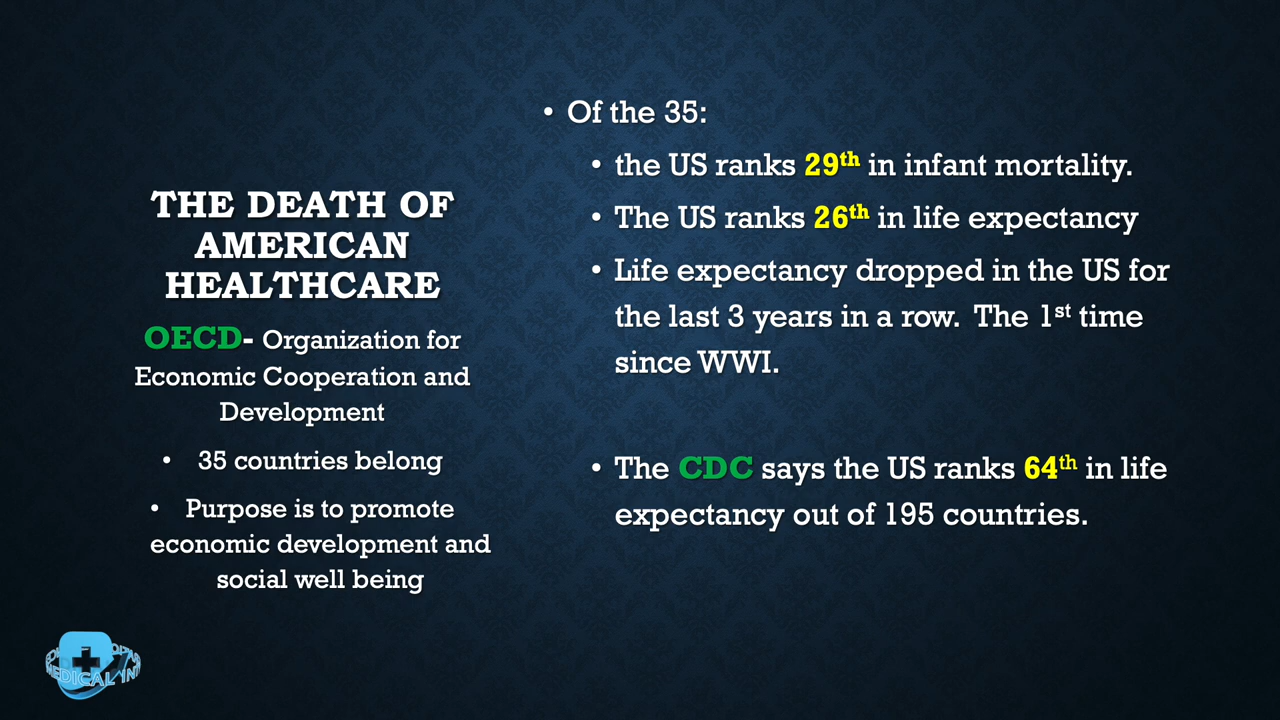 THE DEATH OF
AMERICAN
HEALTHCARE
OECD- Organization for
Economic Cooperation and
Development
• 35 countries belong
• Purpose is to promote
economic development and
social well being
• Of the 35:
• the US ranks 29th in infant mortality.
• The US ranks 26th in life expectancy
• Life expectancy dropped in the US for
the last 3 years in a row. The 1st time
since WWI.
• The CDC says the US ranks 64th in life
expectancy out of 195 countries.
MEDICAL